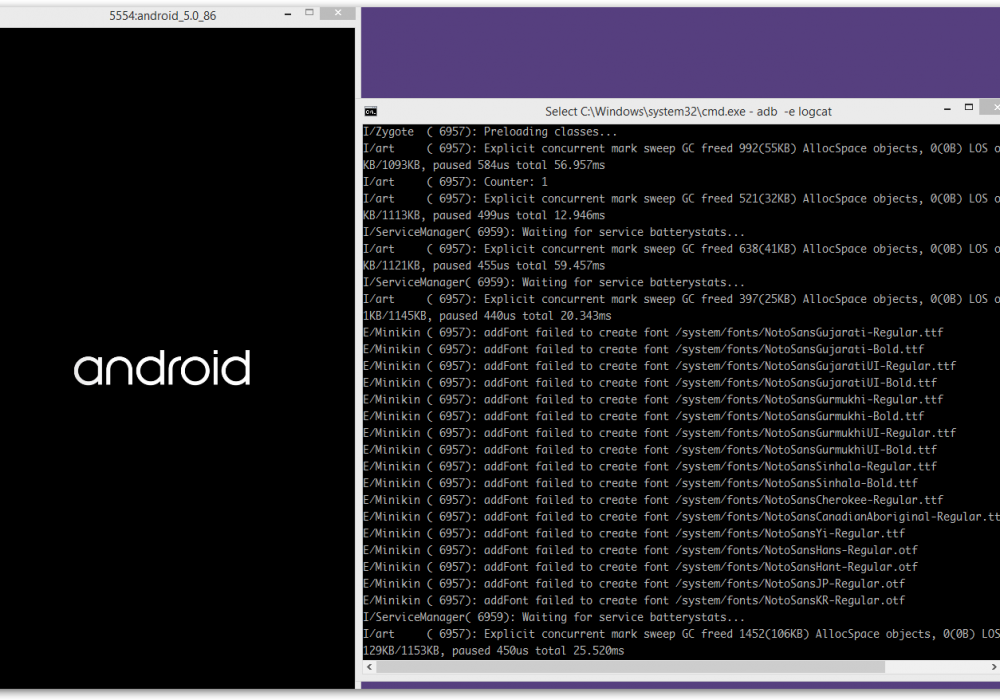 5554:android_5.0_86
android
Select C:\Windows\system32\cmd.exe - adb -e logcat
I/Zygote ( 6957): Preloading classes...
I/art ( 6957): Explicit concurrent mark sweep GC freed 992(55KB) AllocSpace objects, 0(0B) LOS o
KB/1093KB, paused 584us total 56.957ms
I/art ( 6957): Counter: 1
I/art ( 6957): Explicit concurrent mark sweep GC freed 521(32KB) AllocSpace objects, 0(0B) LOS o
KB/1113KB, paused 499us total 12.946ms
I/ServiceManager( 6959): Waiting for service batterystats...
I/art ( 6957): Explicit concurrent mark sweep GC freed 638(41KB) AllocSpace objects, 0(0B) LOS o
KB/1121KB, paused 455us total 59.457ms
I/ServiceManager( 6959): Waiting for service batterystats...
I/art ( 6957): Explicit concurrent mark sweep GC freed 397(25KB) AllocSpace objects, 0(0B) LOS o
1KB/1145KB, paused 440us total 20.343ms
E/Minikin ( 6957): addFont failed to create font /system/fonts/NotoSansGujarati-Regular.ttf
E/Minikin ( 6957): addFont failed to create font /system/fonts/NotoSansGujarati-Bold.ttf
E/Minikin ( 6957): addFont failed to create font /system/fonts/NotoSansGujaratiUI-Regular.ttf
E/Minikin ( 6957): addFont failed to create font /system/fonts/NotoSansGujaratiUI-Bold.ttf
E/Minikin ( 6957): addFont failed to create font /system/fonts/NotoSansGurmukhi-Regular.ttf
E/Minikin ( 6957): addFont failed to create font /system/fonts/NotoSansGurmukhi-Bold.ttf
E/Minikin ( 6957): addFont failed to create font /system/fonts/NotoSansGurmukhiUI-Regular.ttf
E/Minikin ( 6957): addFont failed to create font /system/fonts/NotoSansGurmukhiUI-Bold.ttf
E/Minikin ( 6957): addFont failed to create font /system/fonts/NotoSansSinhala-Regular.ttf
E/Minikin ( 6957): addFont failed to create font /system/fonts/NotoSansSinhala-Bold.ttf
E/Minikin ( 6957): addFont failed to create font /system/fonts/NotoSansCherokee-Regular.ttf
E/Minikin ( 6957): addFont failed to create font /system/fonts/NotoSansCanadianAboriginal-Regular.tt
E/Minikin ( 6957): addFont failed to create font /system/fonts/NotoSansYi-Regular.ttf
E/Minikin ( 6957): addFont failed to create font /system/fonts/NotoSansHans-Regular.otf
E/Minikin ( 6957): addFont failed to create font /system/fonts/NotoSansHant-Regular.otf
E/Minikin ( 6957): addFont failed to create font /system/fonts/NotoSansJP-Regular.otf
E/Minikin ( 6957): addFont failed to create font /system/fonts/NotoSansKR-Regular.otf
I/ServiceManager( 6959): Waiting for service batterystats...
I/art ( 6957): Explicit concurrent mark sweep GC freed 1452(106KB) AllocSpace objects, 0(0B) LOS
129KB/1153KB, paused 450us total 25.520ms